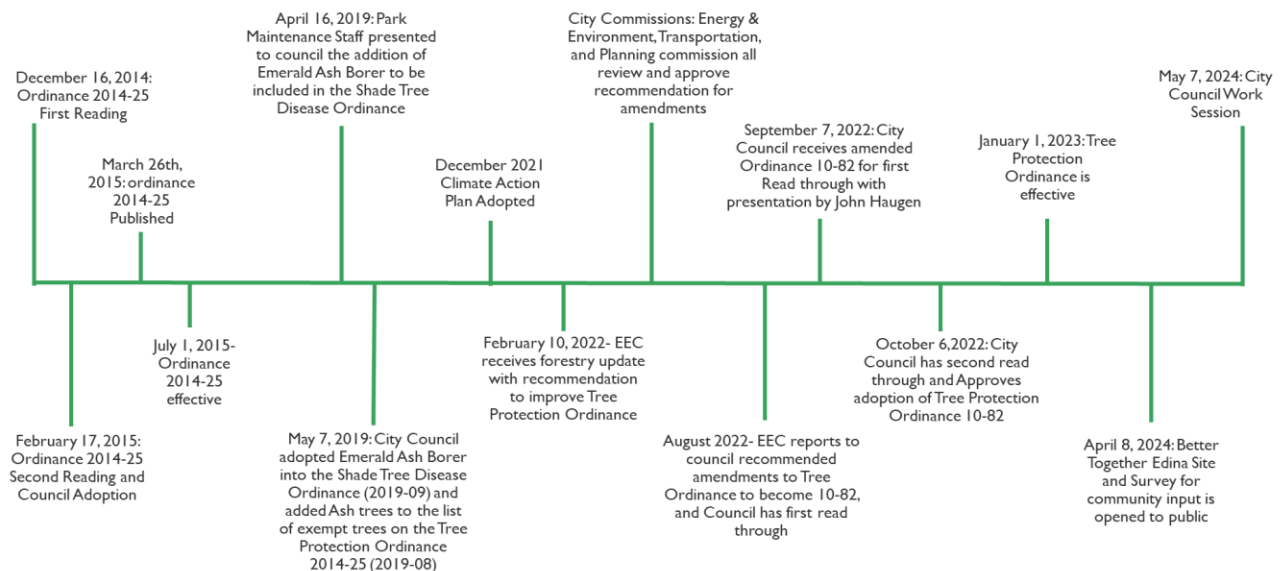 December 16, 2014:
Ordinance 2014-25
First Reading
February 17, 2015:
Ordinance 2014-25
Second Reading and
Council Adoption
March 26th,
2015: ordinance
2014-25
Published
July 1, 2015-
Ordinance
2014-25
effective
April 16, 2019: Park
Maintenance Staff presented
to council the addition of
Emerald Ash Borer to be
included in the Shade Tree
Disease Ordinance
May 7, 2019: City Council
adopted Emerald Ash Borer
into the Shade Tree Disease
Ordinance (2019-09) and
added Ash trees to the list
of exempt trees on the Tree
Protection Ordinance
2014-25 (2019-08)
December 2021
Climate Action
Plan Adopted
February 10, 2022- EEC
receives forestry update
with recommendation
to improve Tree
Protection Ordinance
City Commissions: Energy &
Environment, Transportation,
and Planning commission all
review and approve
recommendation for
amendments
August 2022- EEC reports to
council recommended
amendments to Tree
Ordinance to become 10-82,
and Council has first read
through
September 7, 2022: City
Council receives amended
Ordinance 10-82 for first
Read through with
presentation by John Haugen
October 6,2022: City
Council has second read
through and Approves
adoption of Tree Protection
Ordinance 10-82
January 1, 2023: Tree
Protection
Ordinance is
effective
April 8, 2024: Better
Together Edina Site
and Survey for
community input is
opened to public
May 7, 2024: City
Council Work
Session